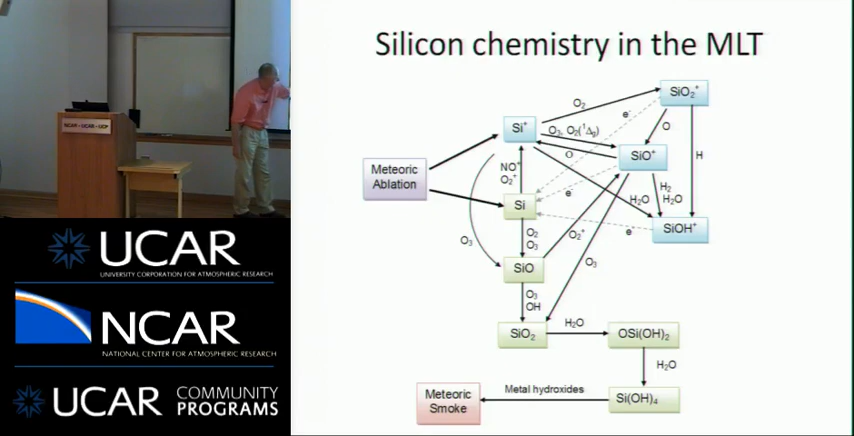 Silicon chemistry in the MLT
SiO₂⁺
O₂
e⁻
Si⁺
O₃, O₂(¹Δg)
O
O
SiO⁺
H
Meteoric
Ablation
NO⁺
O₂⁺
e⁻
H₂O
H₂
H₂O
Si
O₃
O₂
O₃
O₂⁺
e⁻
SiOH⁺
SiO
O₃
O₃
OH
SiO₂
H₂O
OSi(OH)₂
H₂O
Meteoric
Smoke
Metal hydroxides
Si(OH)₄
NCAR - UCAR - UCP
UCAR
UNIVERSITY CORPORATION FOR ATMOSPHERIC RESEARCH
NCAR
NATIONAL CENTER FOR ATMOSPHERIC RESEARCH
UCAR
COMMUNITY
PROGRAMS